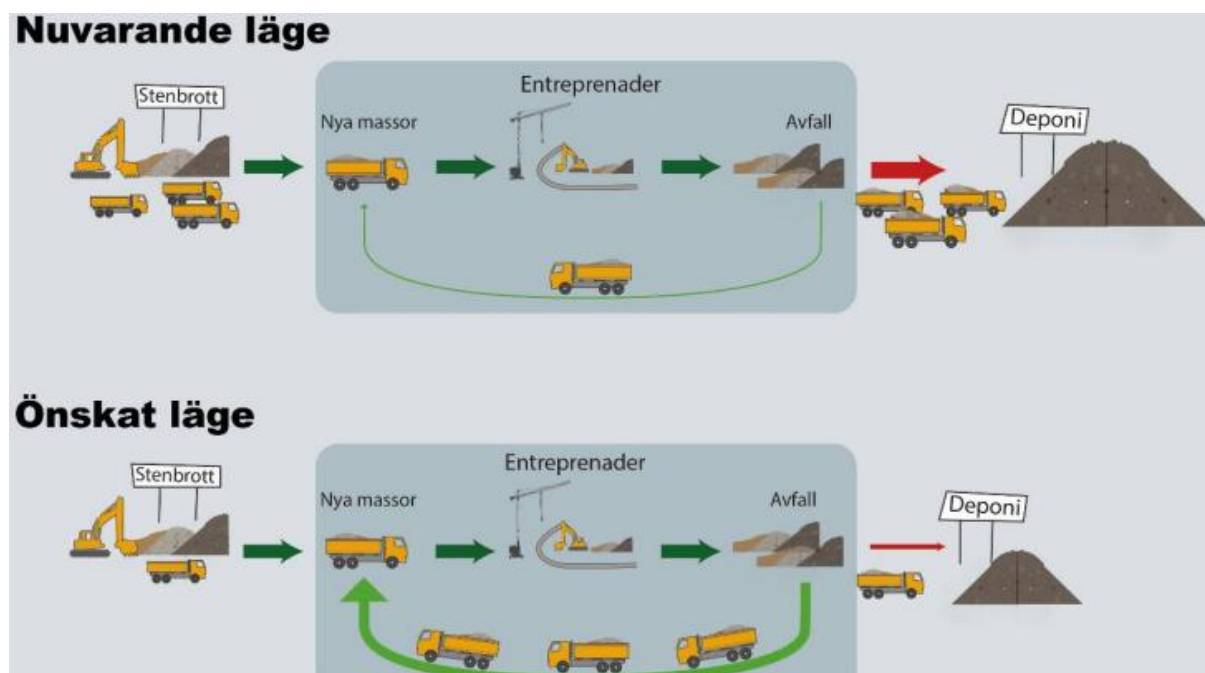 Nuvarande läge
Stenbrott
Entreprenader
Nya massor
Avfall
Deponi
Önskat läge
Stenbrott
Entreprenader
Nya massor
Avfall
Deponi